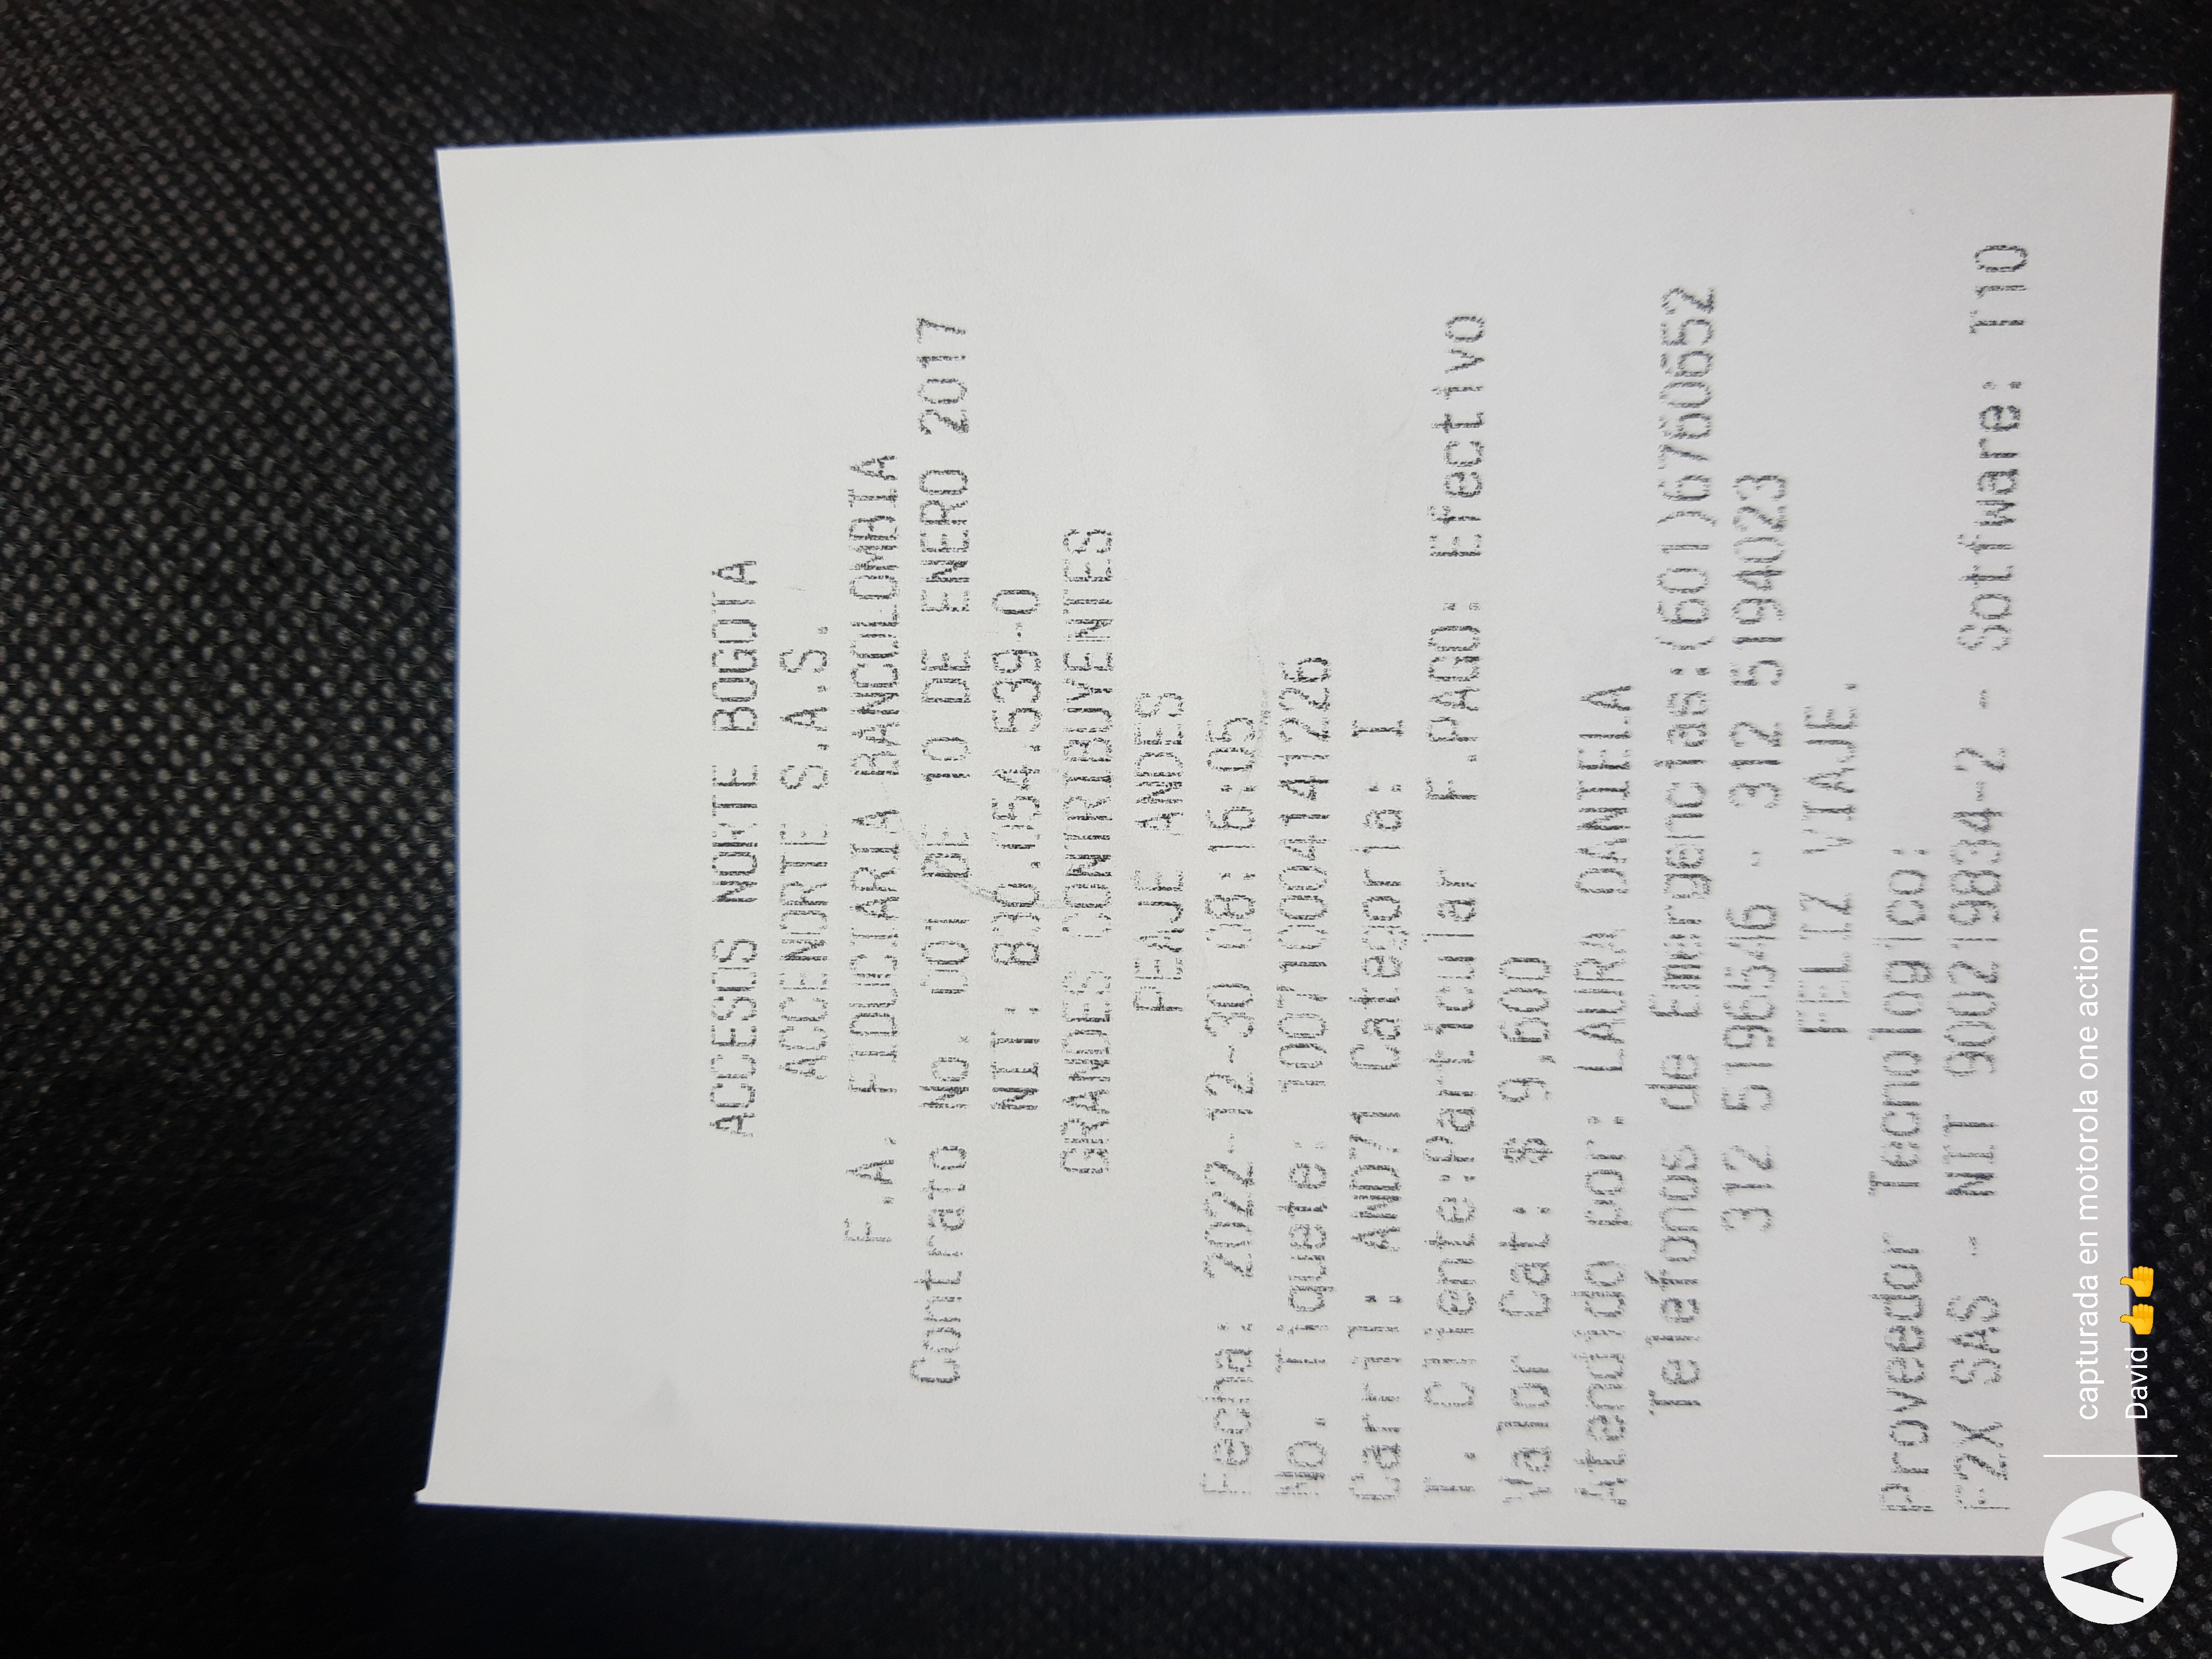 ACCESOS NORTE BOGOTA
ACCENORTE S.A.S.
F.A. FIDUCIARIA BANCOLOMBIA
Contrato No. 001 DE 10 DE ENERO 2017
NIT: 830.054.539-0
GRANDES CONTRIBUYENTES
PEAJE ANDES
Fecha: 2022-12-30 08:16:05
No. Tiquete: 100710004141226
Carril: AND71 Categoria: I
T. Cliente:Particular F.PAGO: Efectivo
Valor Cat: $ 9,600
Atendido por: LAURA DANIELA
Telefonos de Emergencias:(601)6760652
312 5196546 - 312 5194023
FELIZ VIAJE.
Proveedor Tecnologico:
F2X SAS - NIT 900219834-2 - Software: T10
capturada en motorola one action
David 👍👍